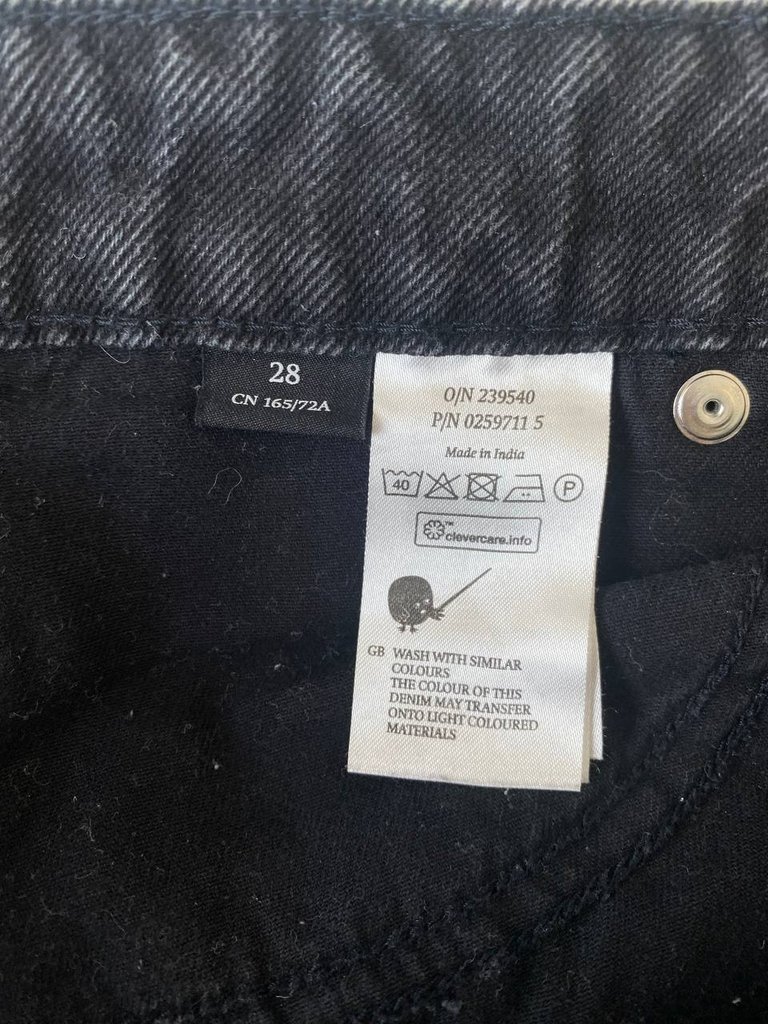 28
CN 165/72A
O/N 239540
P/N 0259711 5
Made in India
40
P
™
clevercare.info
GB WASH WITH SIMILAR
COLOURS
THE COLOUR OF THIS
DENIM MAY TRANSFER
ONTO LIGHT COLOURED
MATERIALS